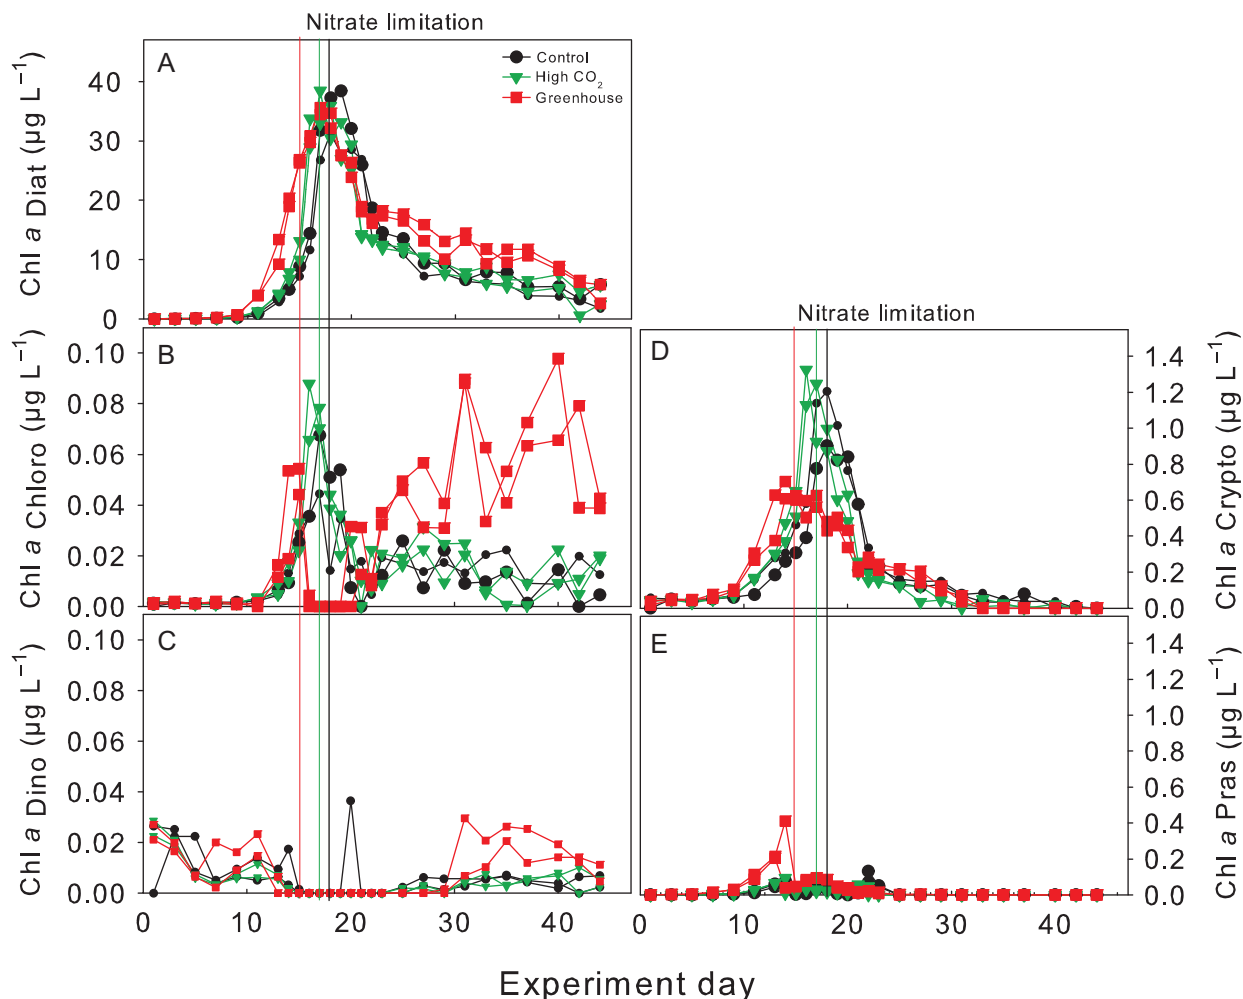 Nitrate limitation
A
Control
High CO₂
Greenhouse
Chl a Diat (µg L⁻¹)
40
30
20
10
0
Nitrate limitation
B
Chl a Chloro (µg L⁻¹)
0.10
0.08
0.06
0.04
0.02
0.00
D
1.4
1.2
1.0
0.8
0.6
0.4
0.2
0.0
Chl a Crypto (µg L⁻¹)
C
Chl a Dino (µg L⁻¹)
0.10
0.08
0.06
0.04
0.02
0.00
0 10 20 30 40
E
1.4
1.2
1.0
0.8
0.6
0.4
0.2
0.0
Chl a Pras (µg L⁻¹)
0 10 20 30 40
Experiment day